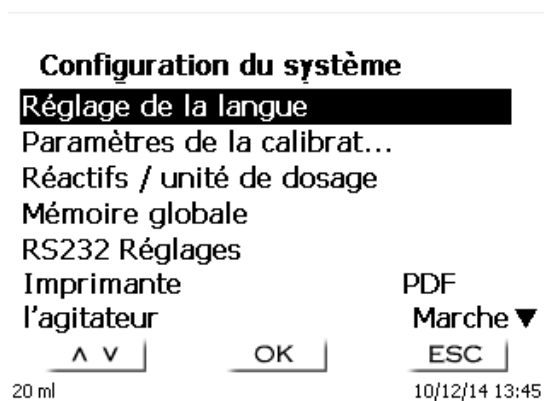 Configuration du système
Réglage de la langue
Paramètres de la calibrat...
Réactifs / unité de dosage
Mémoire globale
RS232 Réglages
Imprimante PDF
l'agitateur Marche ▼
∧ ∨ OK ESC
20 ml 10/12/14 13:45